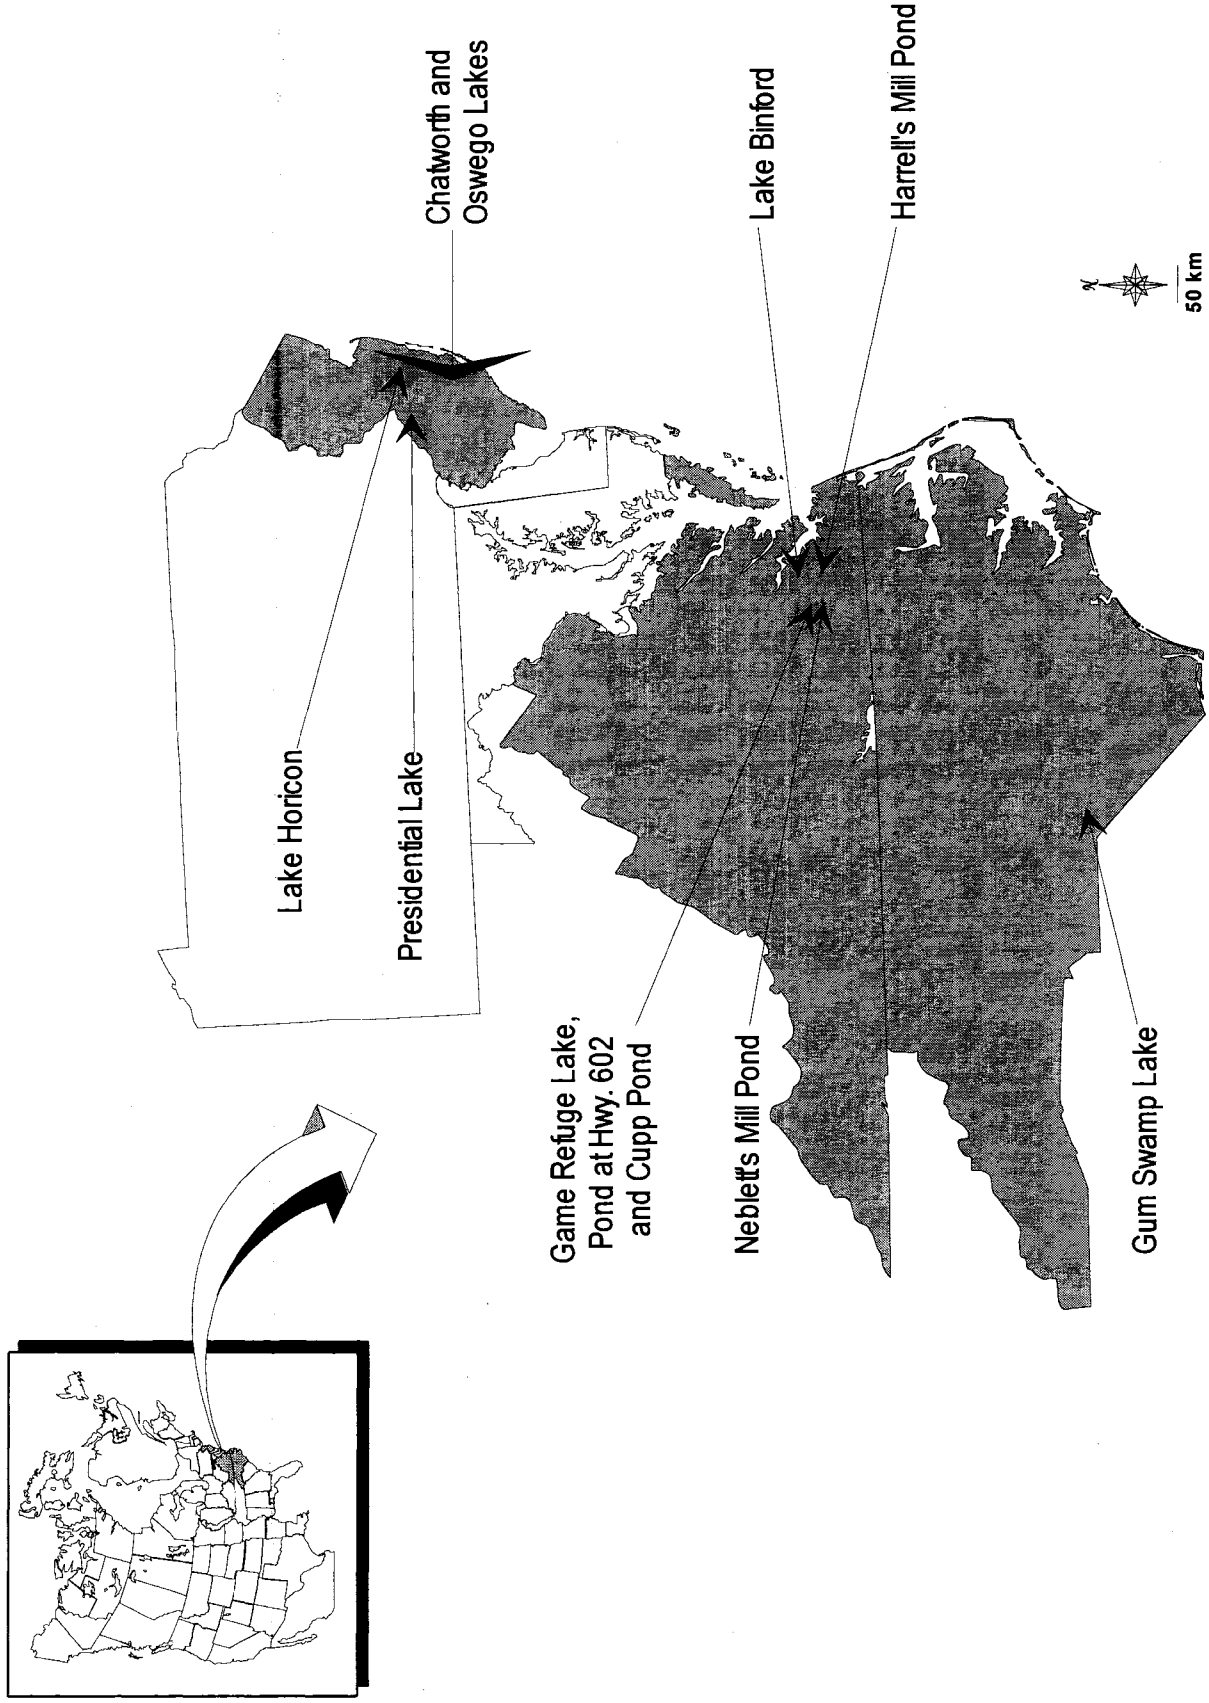 Lake Horicon
Presidential Lake
Chatworth and
Oswego Lakes
Game Refuge Lake,
Pond at Hwy. 602
and Cupp Pond
Neblett's Mill Pond
Lake Binford
Harrell's Mill Pond
Gum Swamp Lake
N
50 km